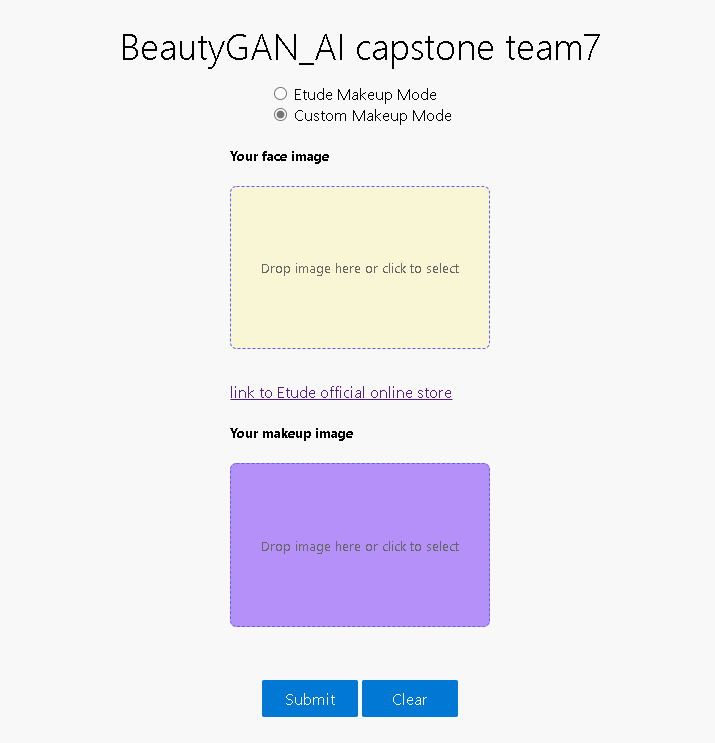 BeautyGAN_AI capstone team7
Etude Makeup Mode
Custom Makeup Mode
Your face image
Drop image here or click to select
link to Etude official online store
Your makeup image
Drop image here or click to select
Submit Clear